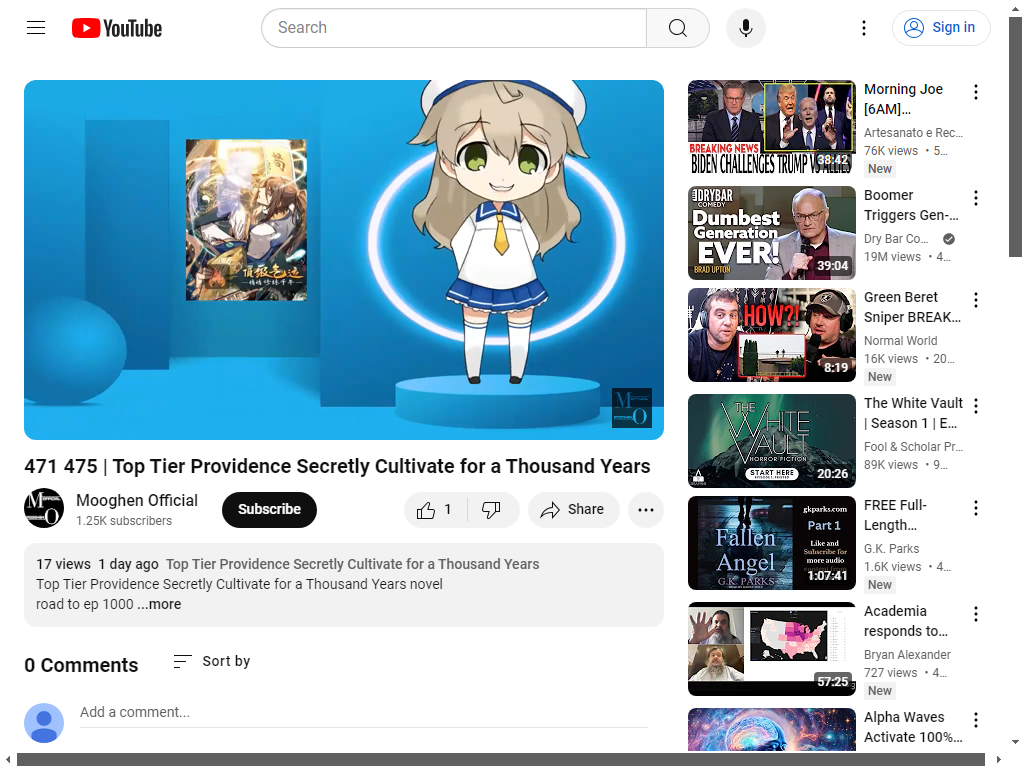 YouTube
Search
Sign in
471 475 | Top Tier Providence Secretly Cultivate for a Thousand Years
Mooghen Official
1.25K subscribers
Subscribe
1
Share
17 views 1 day ago Top Tier Providence Secretly Cultivate for a Thousand Years
Top Tier Providence Secretly Cultivate for a Thousand Years novel
road to ep 1000 ...more
0 Comments
Sort by
Add a comment...
BREAKING NEWS
BIDEN CHALLENGES TRUMP VS ALLIES
38:42
Morning Joe
[6AM]...
Artesanato e Rec...
76K views • 5...
New
DRYBAR
COMEDY
Dumbest
Generation
EVER!
BRAD UPTON
39:04
Boomer
Triggers Gen-...
Dry Bar Co...
19M views • 4...
HOW?!
8:19
Green Beret
Sniper BREAK...
Normal World
16K views • 20...
New
THE
WHITE
VAULT
HORROR FICTION
START HERE
20:26
The White Vault
| Season 1 | E...
Fool & Scholar Pr...
89K views • 9...
gkparks.com
Part 1
Fallen
Angel
Like and
Subscribe for
more audio
G.K. PARKS
1:07:41
FREE Full-
Length...
G.K. Parks
1.6K views • 4...
New
57:25
Academia
responds to...
Bryan Alexander
727 views • 4...
New
Alpha Waves
Activate 100%...